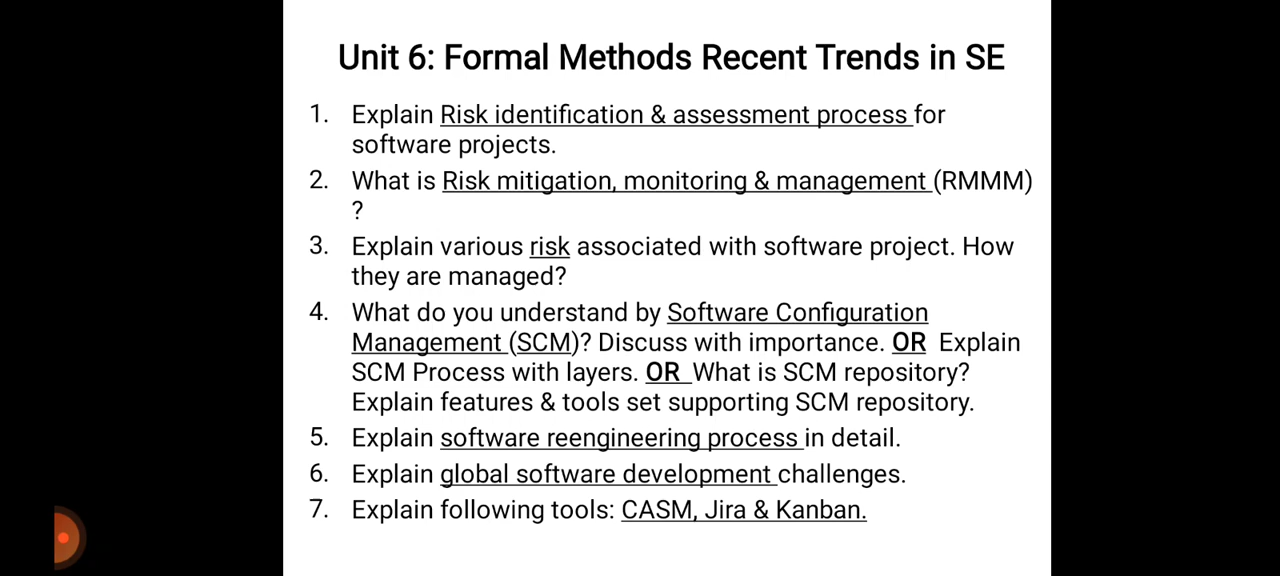 Unit 6: Formal Methods Recent Trends in SE
1. Explain Risk identification & assessment process for
software projects.
2. What is Risk mitigation, monitoring & management (RMMM)
?
3. Explain various risk associated with software project. How
they are managed?
4. What do you understand by Software Configuration
Management (SCM)? Discuss with importance. OR Explain
SCM Process with layers. OR What is SCM repository?
Explain features & tools set supporting SCM repository.
5. Explain software reengineering process in detail.
6. Explain global software development challenges.
7. Explain following tools: CASM, Jira & Kanban.